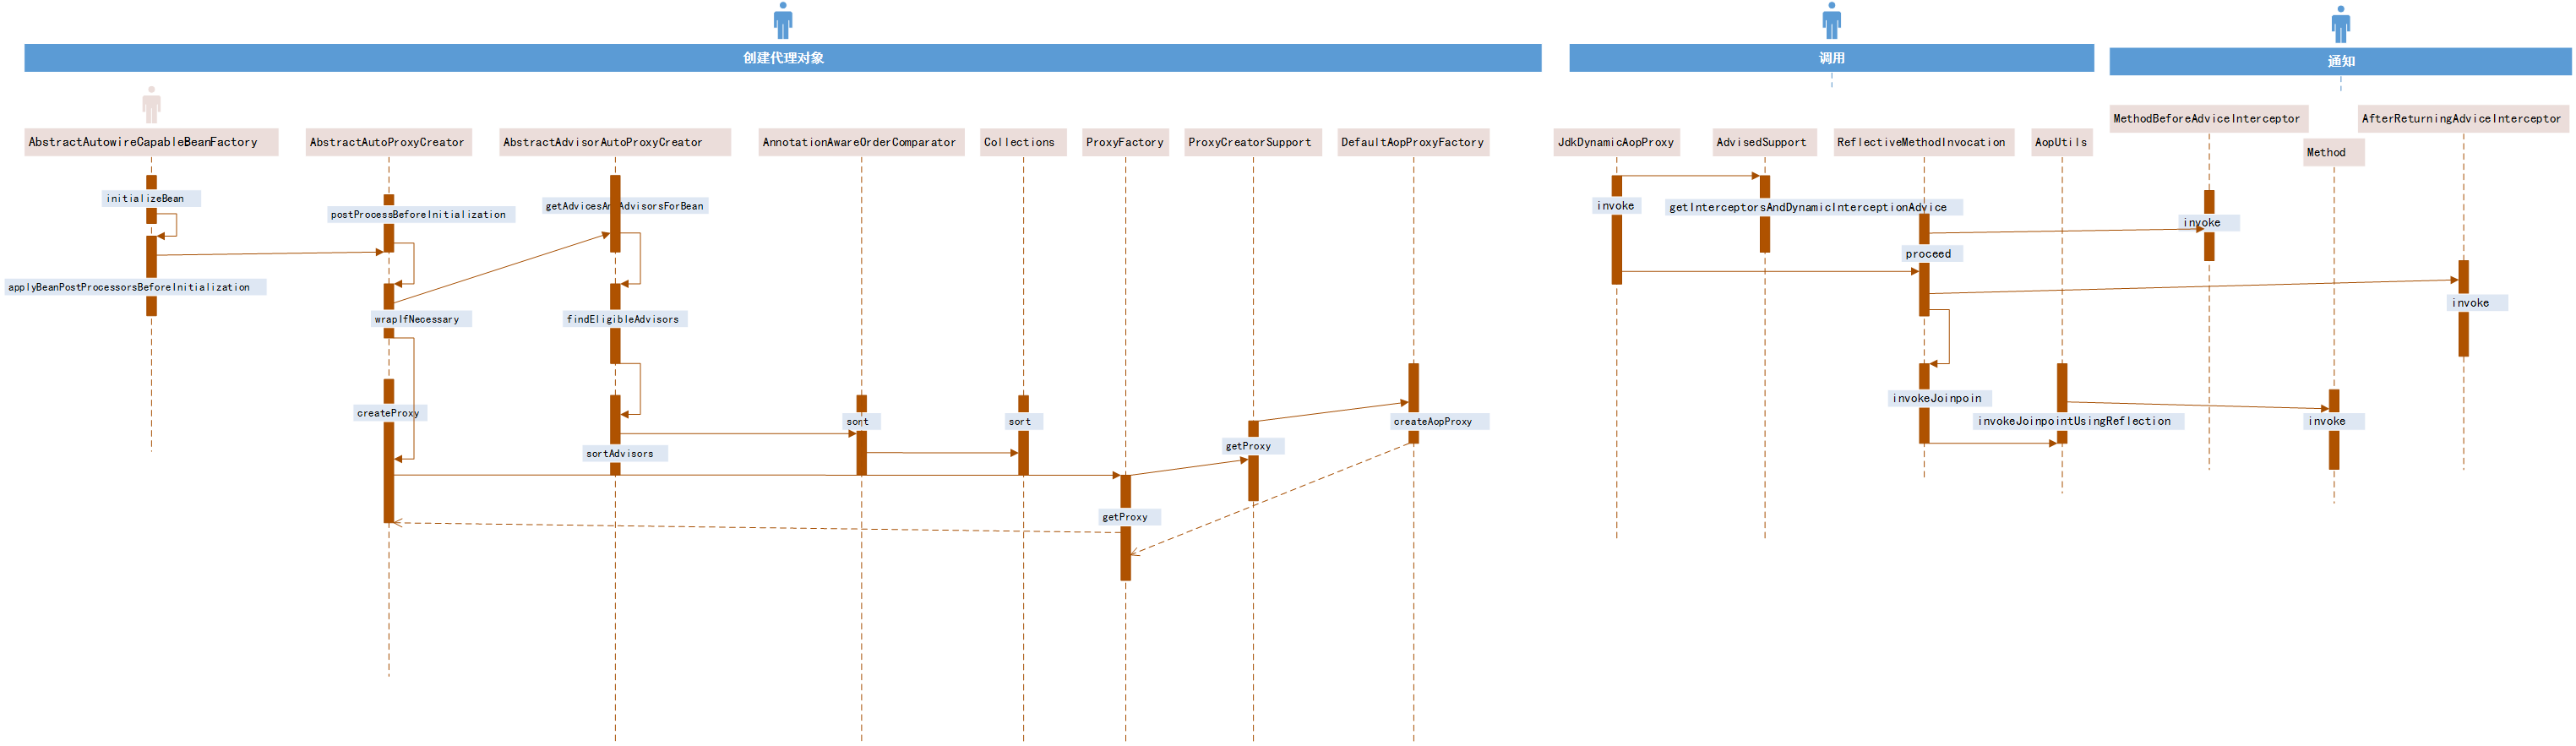 创建代理对象
调用
通知
AbstractAutowireCapableBeanFactory
AbstractAutoProxyCreator
AbstractAdvisorAutoProxyCreator
AnnotationAwareOrderComparator
Collections
ProxyFactory
ProxyCreatorSupport
DefaultAopProxyFactory
JdkDynamicAopProxy
AdvisedSupport
ReflectiveMethodInvocation
AopUtils
MethodBeforeAdviceInterceptor
Method
AfterReturningAdviceInterceptor
initializeBean
applyBeanPostProcessorsBeforeInitialization
postProcessBeforeInitialization
wrapIfNecessary
createProxy
getAdvicesAndAdvisorsForBean
findEligibleAdvisors
sortAdvisors
sort
sort
getProxy
getProxy
createAopProxy
invoke
getInterceptorsAndDynamicInterceptionAdvice
proceed
invokeJoinpoin
invokeJoinpointUsingReflection
invoke
invoke
invoke